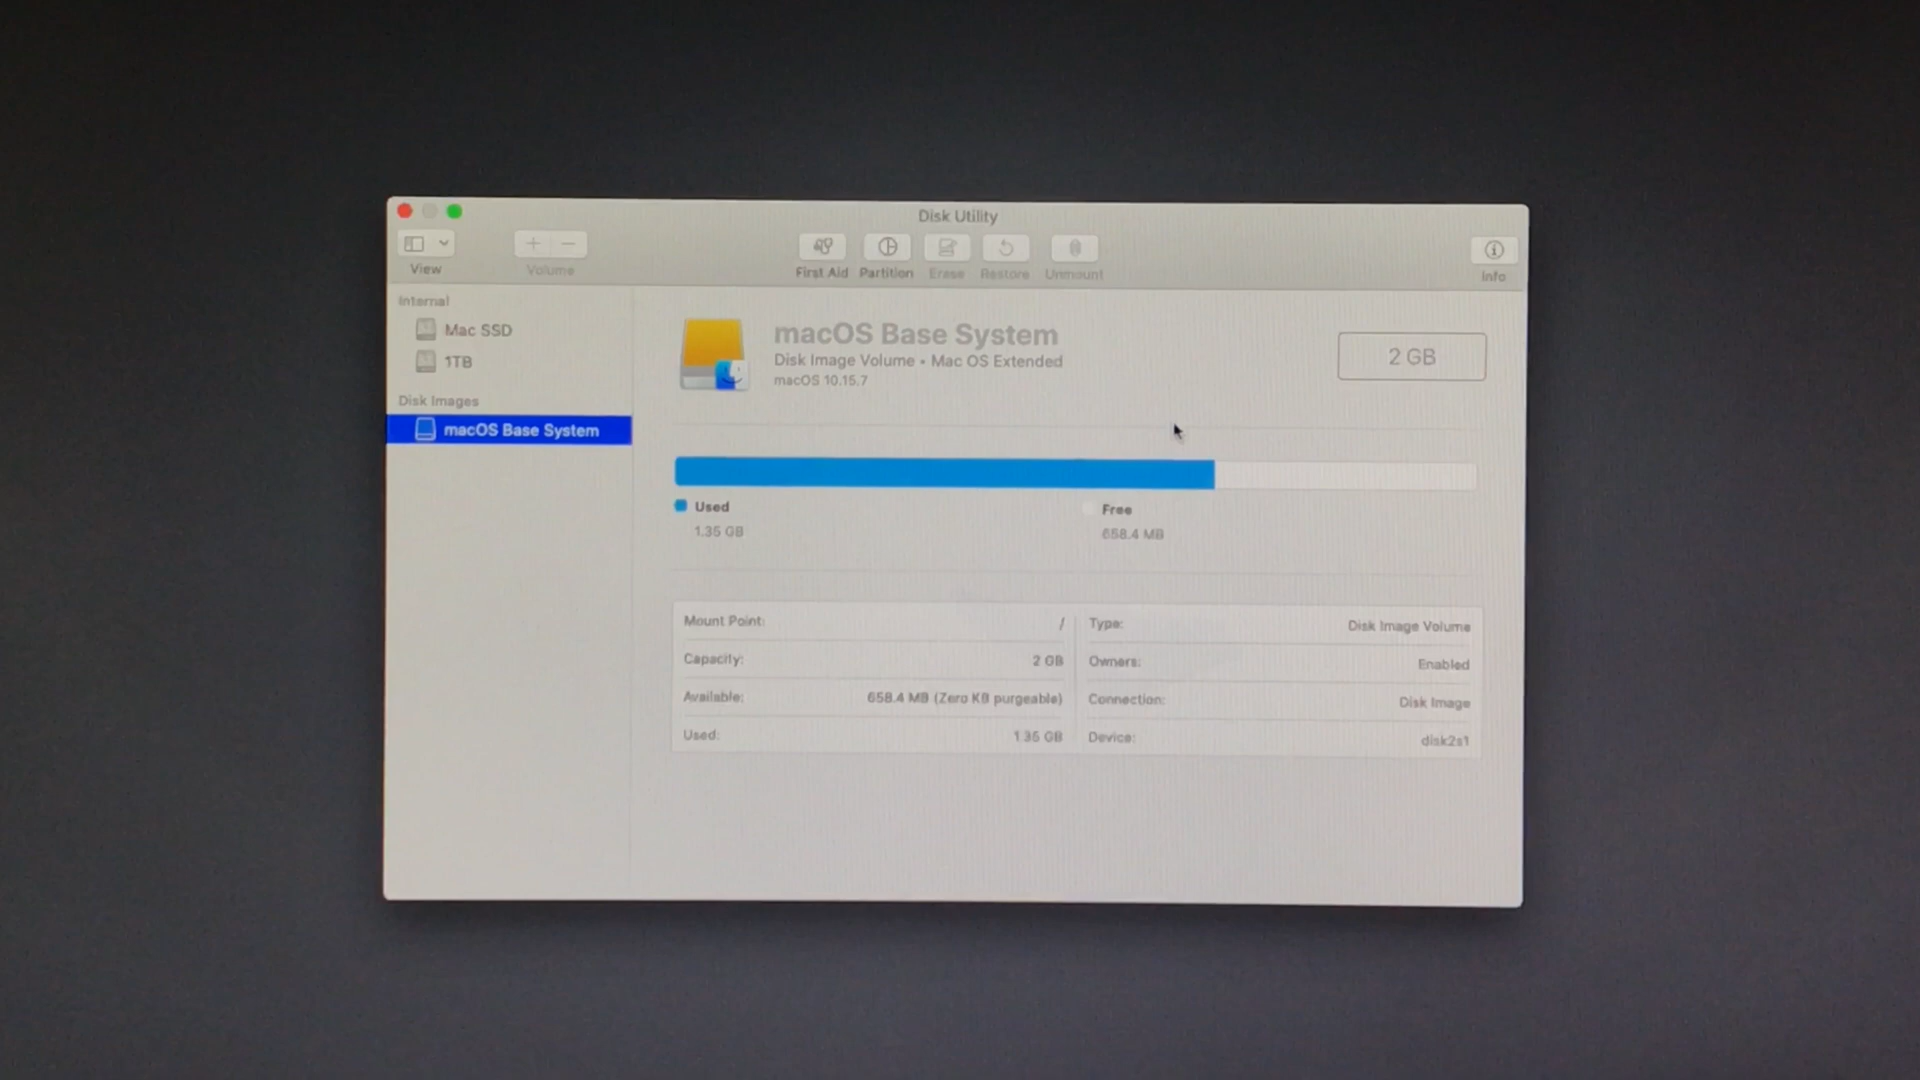 Disk Utility
View
Volume
First Aid
Partition
Erase
Restore
Unmount
Info
Internal
Mac SSD
1TB
Disk Images
macOS Base System
macOS Base System
Disk Image Volume • Mac OS Extended
macOS 10.15.7
2 GB
Used
1.35 GB
Free
658.4 MB
Mount Point: /
Capacity: 2 GB
Available: 658.4 MB (Zero KB purgeable)
Used: 1.35 GB
Type: Disk Image Volume
Owners: Enabled
Connection: Disk Image
Device: disk2s1